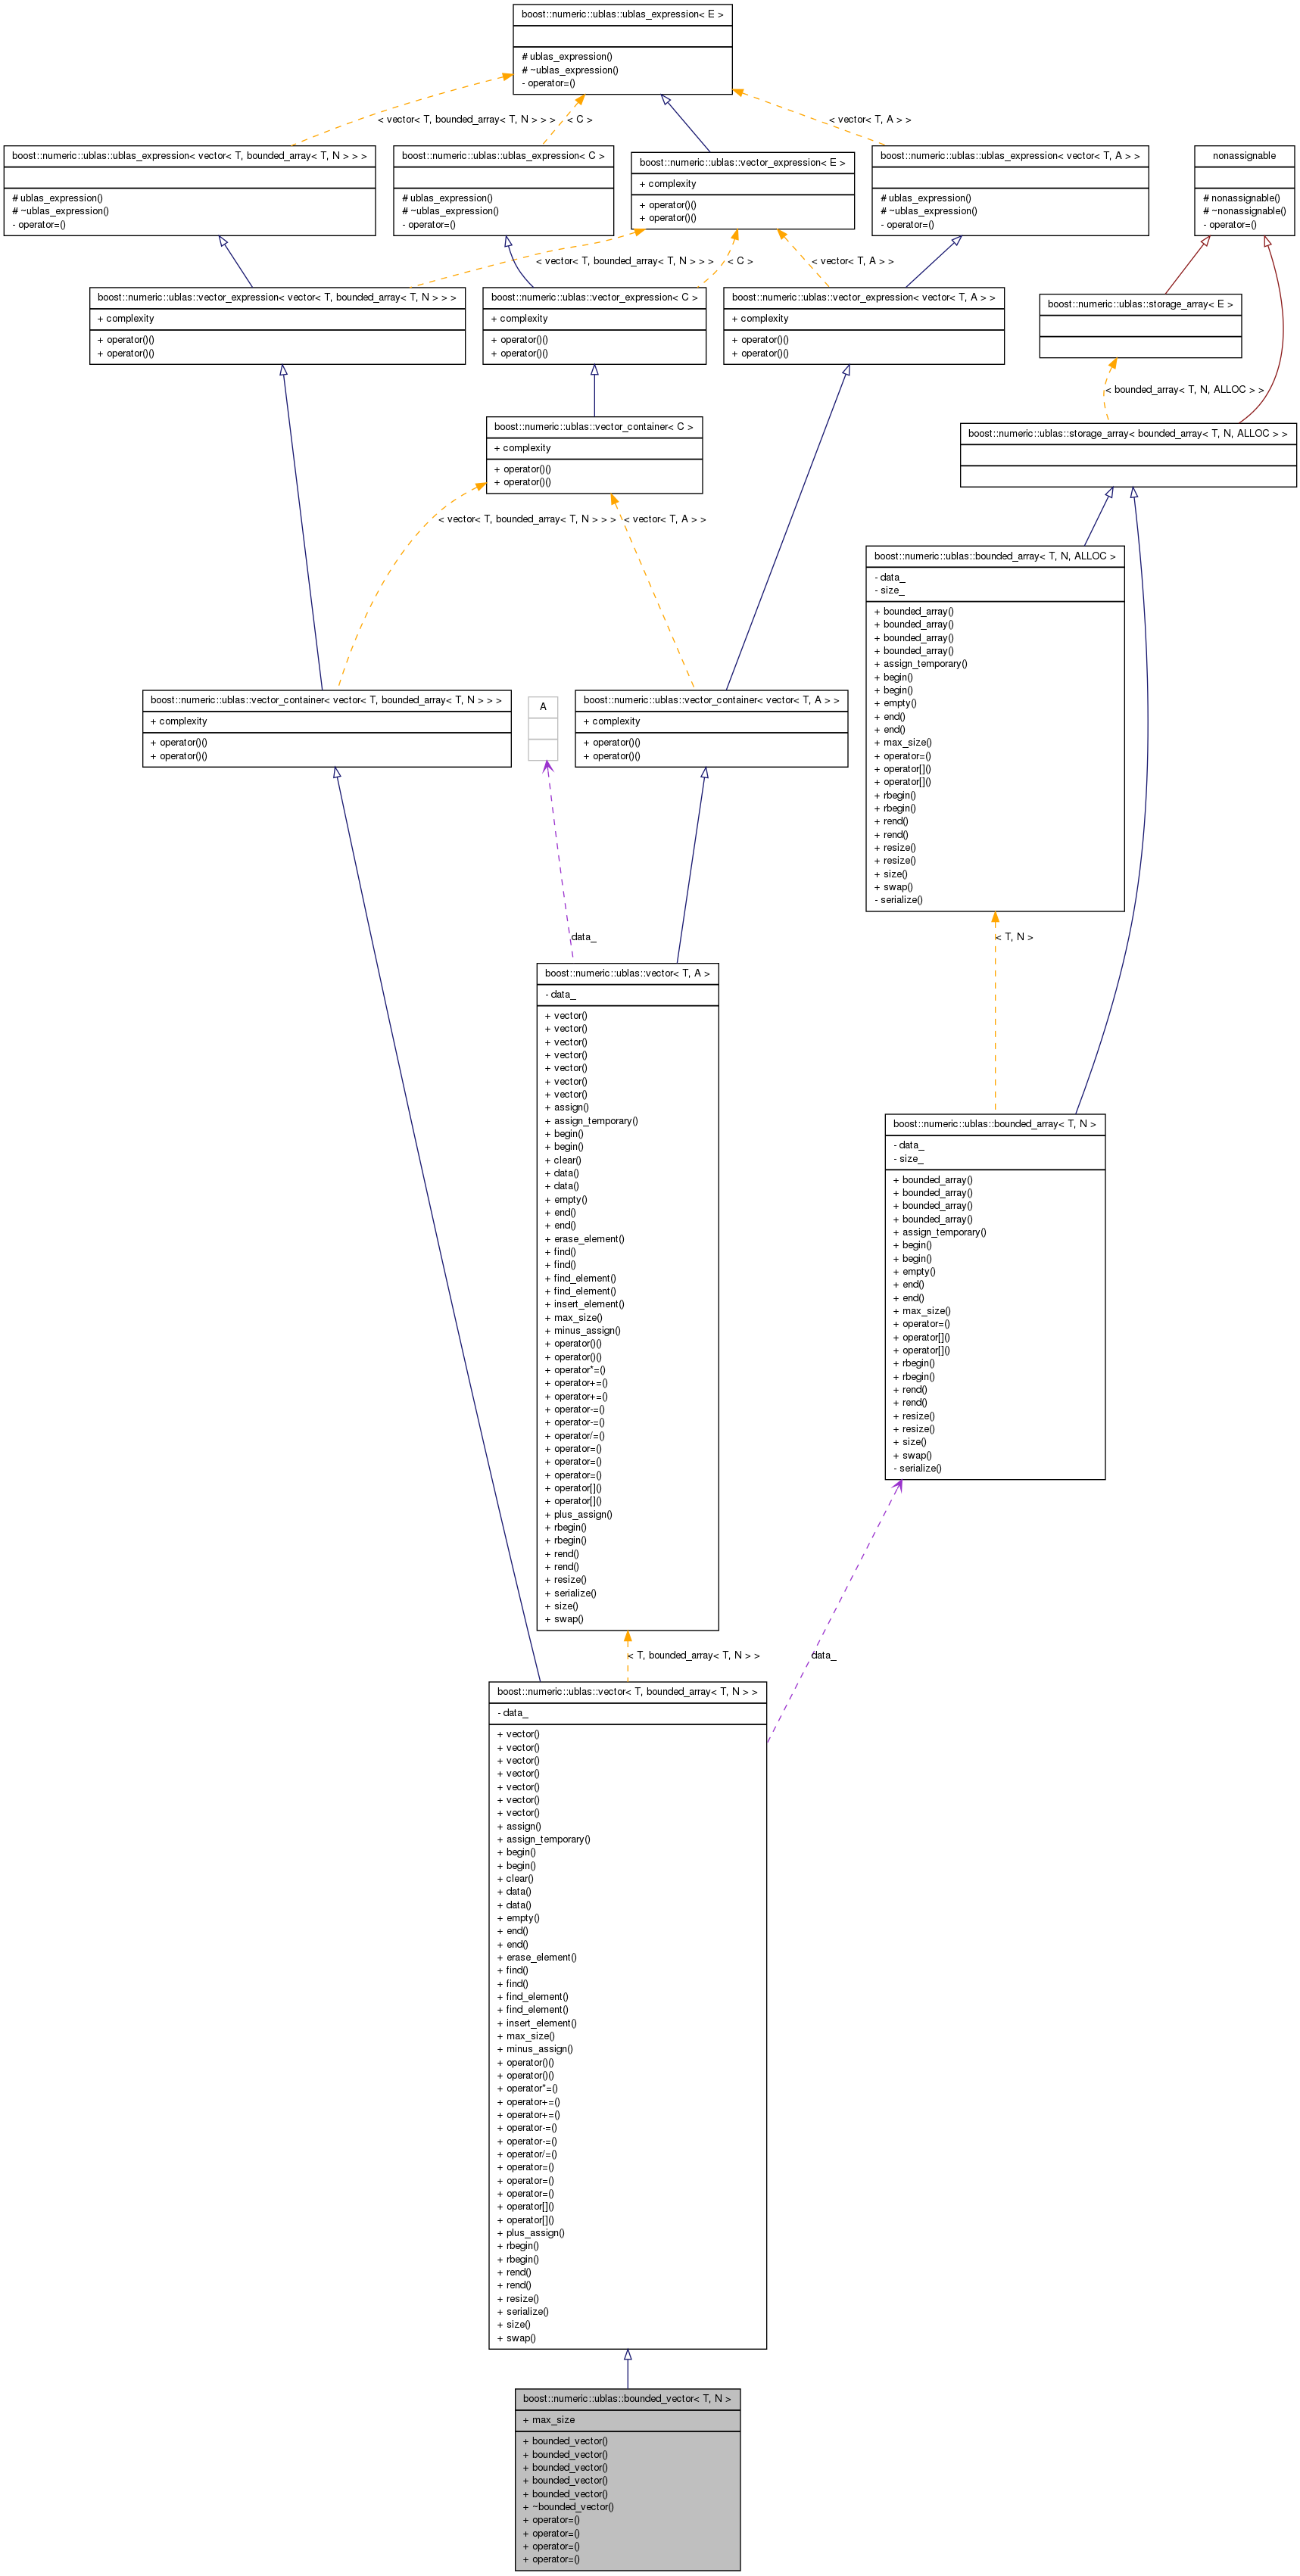 boost::numeric::ublas::ublas_expression< E >
# ublas_expression()
# ~ublas_expression()
- operator=()
< vector< T, bounded_array< T, N > > >
< C >
< vector< T, A > >
boost::numeric::ublas::ublas_expression< vector< T, bounded_array< T, N > > >
# ublas_expression()
# ~ublas_expression()
- operator=()
boost::numeric::ublas::ublas_expression< C >
# ublas_expression()
# ~ublas_expression()
- operator=()
boost::numeric::ublas::vector_expression< E >
+ complexity
+ operator()()
+ operator()()
boost::numeric::ublas::ublas_expression< vector< T, A > >
# ublas_expression()
# ~ublas_expression()
- operator=()
nonassignable
# nonassignable()
# ~nonassignable()
- operator=()
< vector< T, bounded_array< T, N > > >
< C >
< vector< T, A > >
boost::numeric::ublas::vector_expression< vector< T, bounded_array< T, N > > >
+ complexity
+ operator()()
+ operator()()
boost::numeric::ublas::vector_expression< C >
+ complexity
+ operator()()
+ operator()()
boost::numeric::ublas::vector_expression< vector< T, A > >
+ complexity
+ operator()()
+ operator()()
boost::numeric::ublas::storage_array< E >
< bounded_array< T, N, ALLOC > >
boost::numeric::ublas::vector_container< C >
+ complexity
+ operator()()
+ operator()()
boost::numeric::ublas::storage_array< bounded_array< T, N, ALLOC > >
< vector< T, bounded_array< T, N > > >
< vector< T, A > >
boost::numeric::ublas::bounded_array< T, N, ALLOC >
- data_
- size_
+ bounded_array()
+ bounded_array()
+ bounded_array()
+ bounded_array()
+ assign_temporary()
+ begin()
+ begin()
+ empty()
+ end()
+ end()
+ max_size()
+ operator=()
+ operator[]()
+ operator[]()
+ rbegin()
+ rbegin()
+ rend()
+ rend()
+ resize()
+ resize()
+ size()
+ swap()
- serialize()
boost::numeric::ublas::vector_container< vector< T, bounded_array< T, N > > >
+ complexity
+ operator()()
+ operator()()
A
boost::numeric::ublas::vector_container< vector< T, A > >
+ complexity
+ operator()()
+ operator()()
data_
< T, N >
boost::numeric::ublas::vector< T, A >
- data_
+ vector()
+ vector()
+ vector()
+ vector()
+ vector()
+ vector()
+ vector()
+ assign()
+ assign_temporary()
+ begin()
+ begin()
+ clear()
+ data()
+ data()
+ empty()
+ end()
+ end()
+ erase_element()
+ find()
+ find()
+ find_element()
+ find_element()
+ insert_element()
+ max_size()
+ minus_assign()
+ operator()()
+ operator()()
+ operator*=()
+ operator+=()
+ operator+=()
+ operator-=()
+ operator-=()
+ operator/=()
+ operator=()
+ operator=()
+ operator=()
+ operator[]()
+ operator[]()
+ plus_assign()
+ rbegin()
+ rbegin()
+ rend()
+ rend()
+ resize()
+ serialize()
+ size()
+ swap()
boost::numeric::ublas::bounded_array< T, N >
- data_
- size_
+ bounded_array()
+ bounded_array()
+ bounded_array()
+ bounded_array()
+ assign_temporary()
+ begin()
+ begin()
+ empty()
+ end()
+ end()
+ max_size()
+ operator=()
+ operator[]()
+ operator[]()
+ rbegin()
+ rbegin()
+ rend()
+ rend()
+ resize()
+ resize()
+ size()
+ swap()
- serialize()
< T, bounded_array< T, N > >
data_
boost::numeric::ublas::vector< T, bounded_array< T, N > >
- data_
+ vector()
+ vector()
+ vector()
+ vector()
+ vector()
+ vector()
+ vector()
+ assign()
+ assign_temporary()
+ begin()
+ begin()
+ clear()
+ data()
+ data()
+ empty()
+ end()
+ end()
+ erase_element()
+ find()
+ find()
+ find_element()
+ find_element()
+ insert_element()
+ max_size()
+ minus_assign()
+ operator()()
+ operator()()
+ operator*=()
+ operator+=()
+ operator+=()
+ operator-=()
+ operator-=()
+ operator/=()
+ operator=()
+ operator=()
+ operator=()
+ operator[]()
+ operator[]()
+ plus_assign()
+ rbegin()
+ rbegin()
+ rend()
+ rend()
+ resize()
+ serialize()
+ size()
+ swap()
boost::numeric::ublas::bounded_vector< T, N >
+ max_size
+ bounded_vector()
+ bounded_vector()
+ bounded_vector()
+ bounded_vector()
+ bounded_vector()
+ ~bounded_vector()
+ operator=()
+ operator=()
+ operator=()
+ operator=()